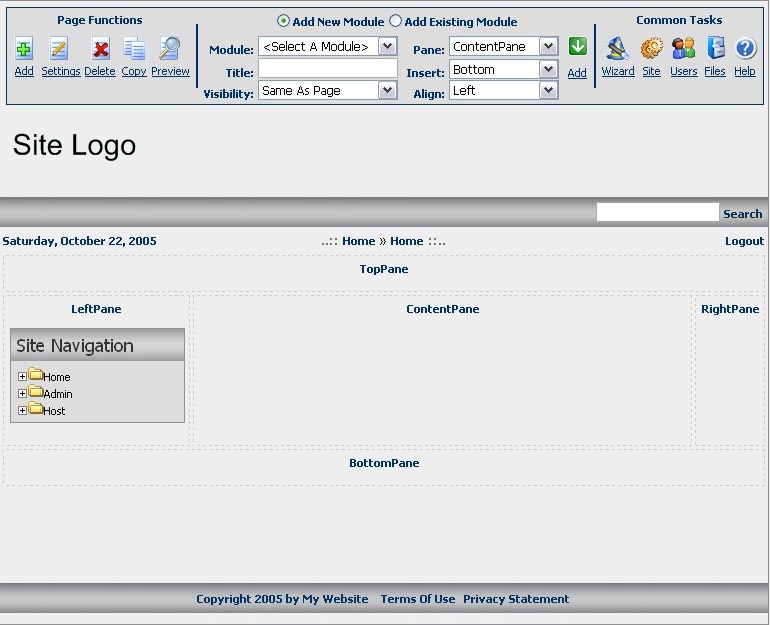 Page Functions
Add Settings Delete Copy Preview
Add New Module Add Existing Module
Module: <Select A Module> Pane: ContentPane
Title: Insert: Bottom Add
Visibility: Same As Page Align: Left
Common Tasks
Wizard Site Users Files Help
Site Logo
Search
Saturday, October 22, 2005 ..:: Home » Home ::.. Logout
TopPane
LeftPane ContentPane RightPane
Site Navigation
Home
Admin
Host
BottomPane
Copyright 2005 by My Website Terms Of Use Privacy Statement